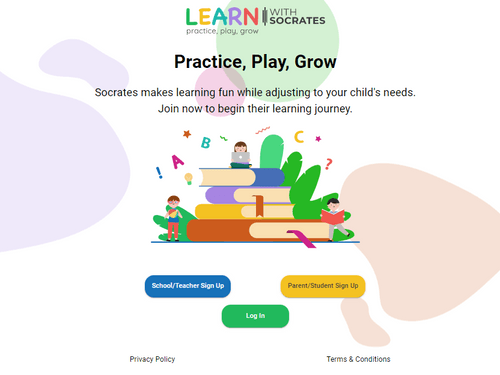 LEARN WITH SOCRATES
practice, play, grow
Practice, Play, Grow
Socrates makes learning fun while adjusting to your child's needs.
Join now to begin their learning journey.
A B C
! ?
School/Teacher Sign Up
Parent/Student Sign Up
Log In
Privacy Policy
Terms & Conditions